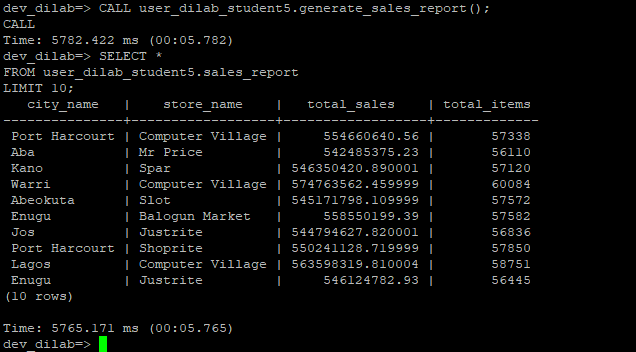 dev_dilab=> CALL user_dilab_student5.generate_sales_report();
CALL
Time: 5782.422 ms (00:05.782)
dev_dilab=> SELECT *
FROM user_dilab_student5.sales_report
LIMIT 10;
   city_name   |    store_name    |   total_sales    | total_items
---------------+------------------+------------------+-------------
 Port Harcourt | Computer Village |     554660640.56 |       57338
 Aba           | Mr Price         |     542485375.23 |       56110
 Kano          | Spar             | 546350420.890001 |       57120
 Warri         | Computer Village | 574763562.459999 |       60084
 Abeokuta      | Slot             | 545171798.109999 |       57572
 Enugu         | Balogun Market   |     558550199.39 |       57582
 Jos           | Justrite         | 544794627.820001 |       56836
 Port Harcourt | Shoprite         | 550241128.719999 |       57850
 Lagos         | Computer Village | 563598319.810004 |       58751
 Enugu         | Justrite         |     546124782.93 |       56445
(10 rows)
Time: 5765.171 ms (00:05.765)
dev_dilab=>